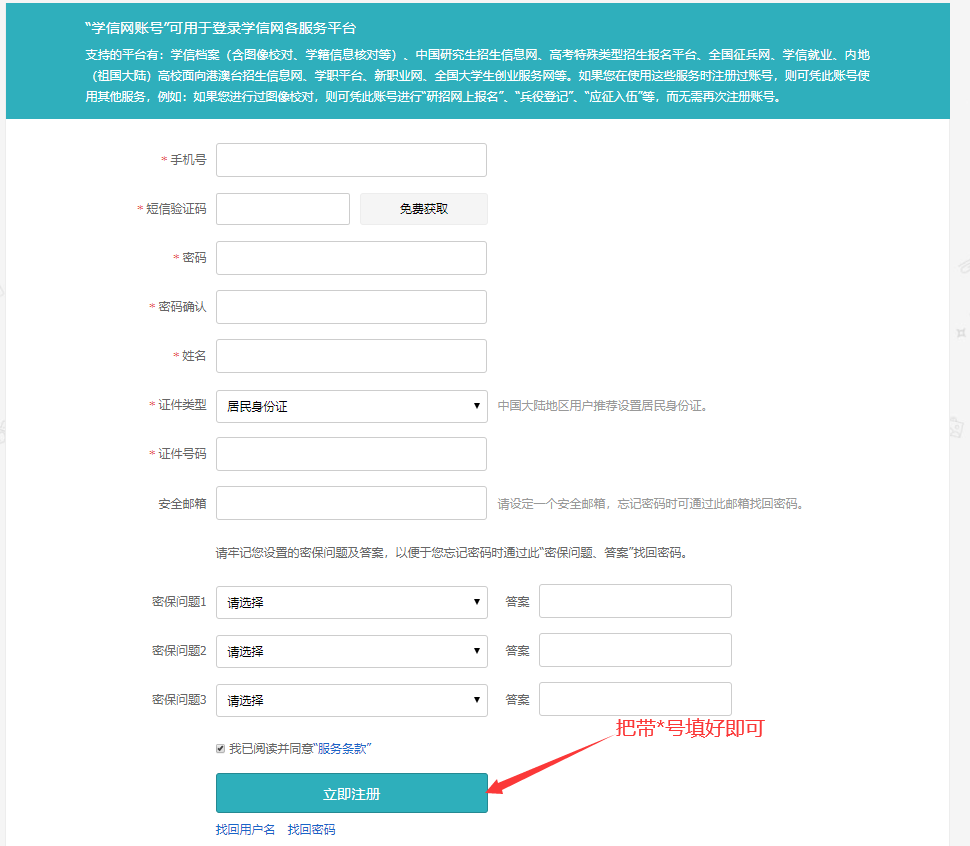 “学信网账号”可用于登录学信网各服务平台
支持的平台有：学信档案（含图像校对、学籍信息核对等）、中国研究生招生信息网、高考特殊类型招生报名平台、全国征兵网、学信就业、内地
（祖国大陆）高校面向港澳台招生信息网、学职平台、新职业网、全国大学生创业服务网等。如果您在使用这些服务时注册过账号，则可凭此账号使
用其他服务，例如：如果您进行过图像校对，则可凭此账号进行“研招网上报名”、“兵役登记”、“应征入伍”等，而无需再次注册账号。
* 手机号
* 短信验证码 免费获取
* 密码
* 密码确认
* 姓名
* 证件类型 居民身份证 中国大陆地区用户推荐设置居民身份证。
* 证件号码
安全邮箱 请设定一个安全邮箱，忘记密码时可通过此邮箱找回密码。
请牢记您设置的密保问题及答案，以便于您忘记密码时通过此“密保问题、答案”找回密码。
密保问题1 请选择 答案
密保问题2 请选择 答案
密保问题3 请选择 答案
把带*号填好即可
我已阅读并同意“服务条款”
立即注册
找回用户名 找回密码